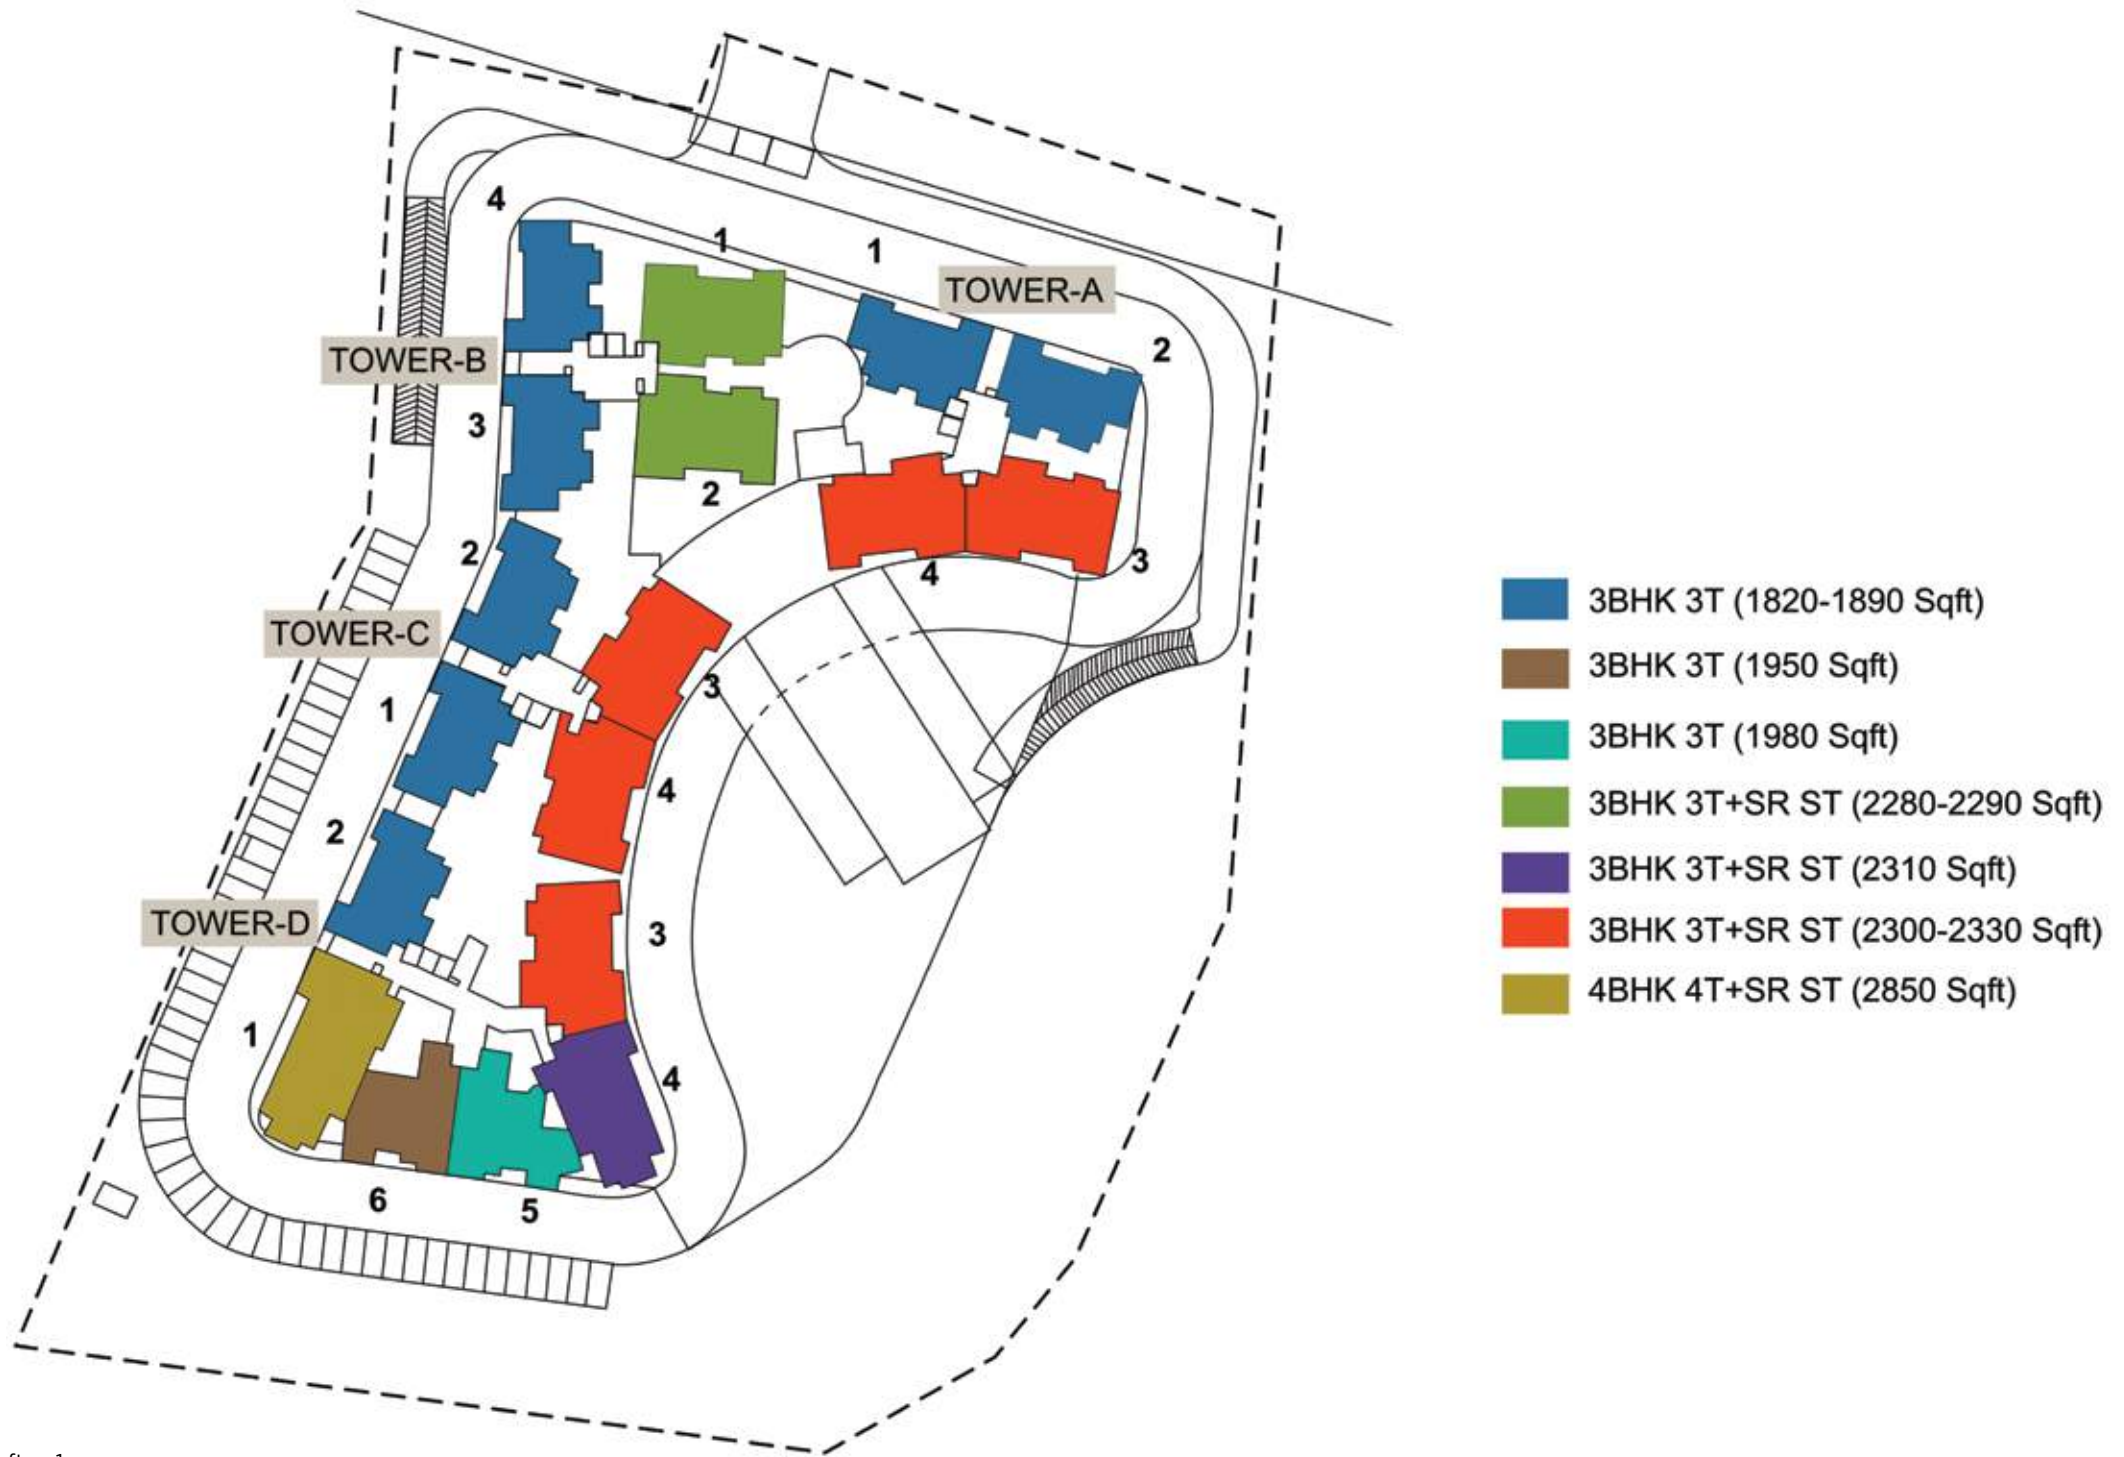 4
1
1
TOWER-A
2
TOWER-B
3
2
2
4
3
TOWER-C
3
1
4
2
TOWER-D
3
1
4
6
5
3BHK 3T (1820-1890 Sqft)
3BHK 3T (1950 Sqft)
3BHK 3T (1980 Sqft)
3BHK 3T+SR ST (2280-2290 Sqft)
3BHK 3T+SR ST (2310 Sqft)
3BHK 3T+SR ST (2300-2330 Sqft)
4BHK 4T+SR ST (2850 Sqft)